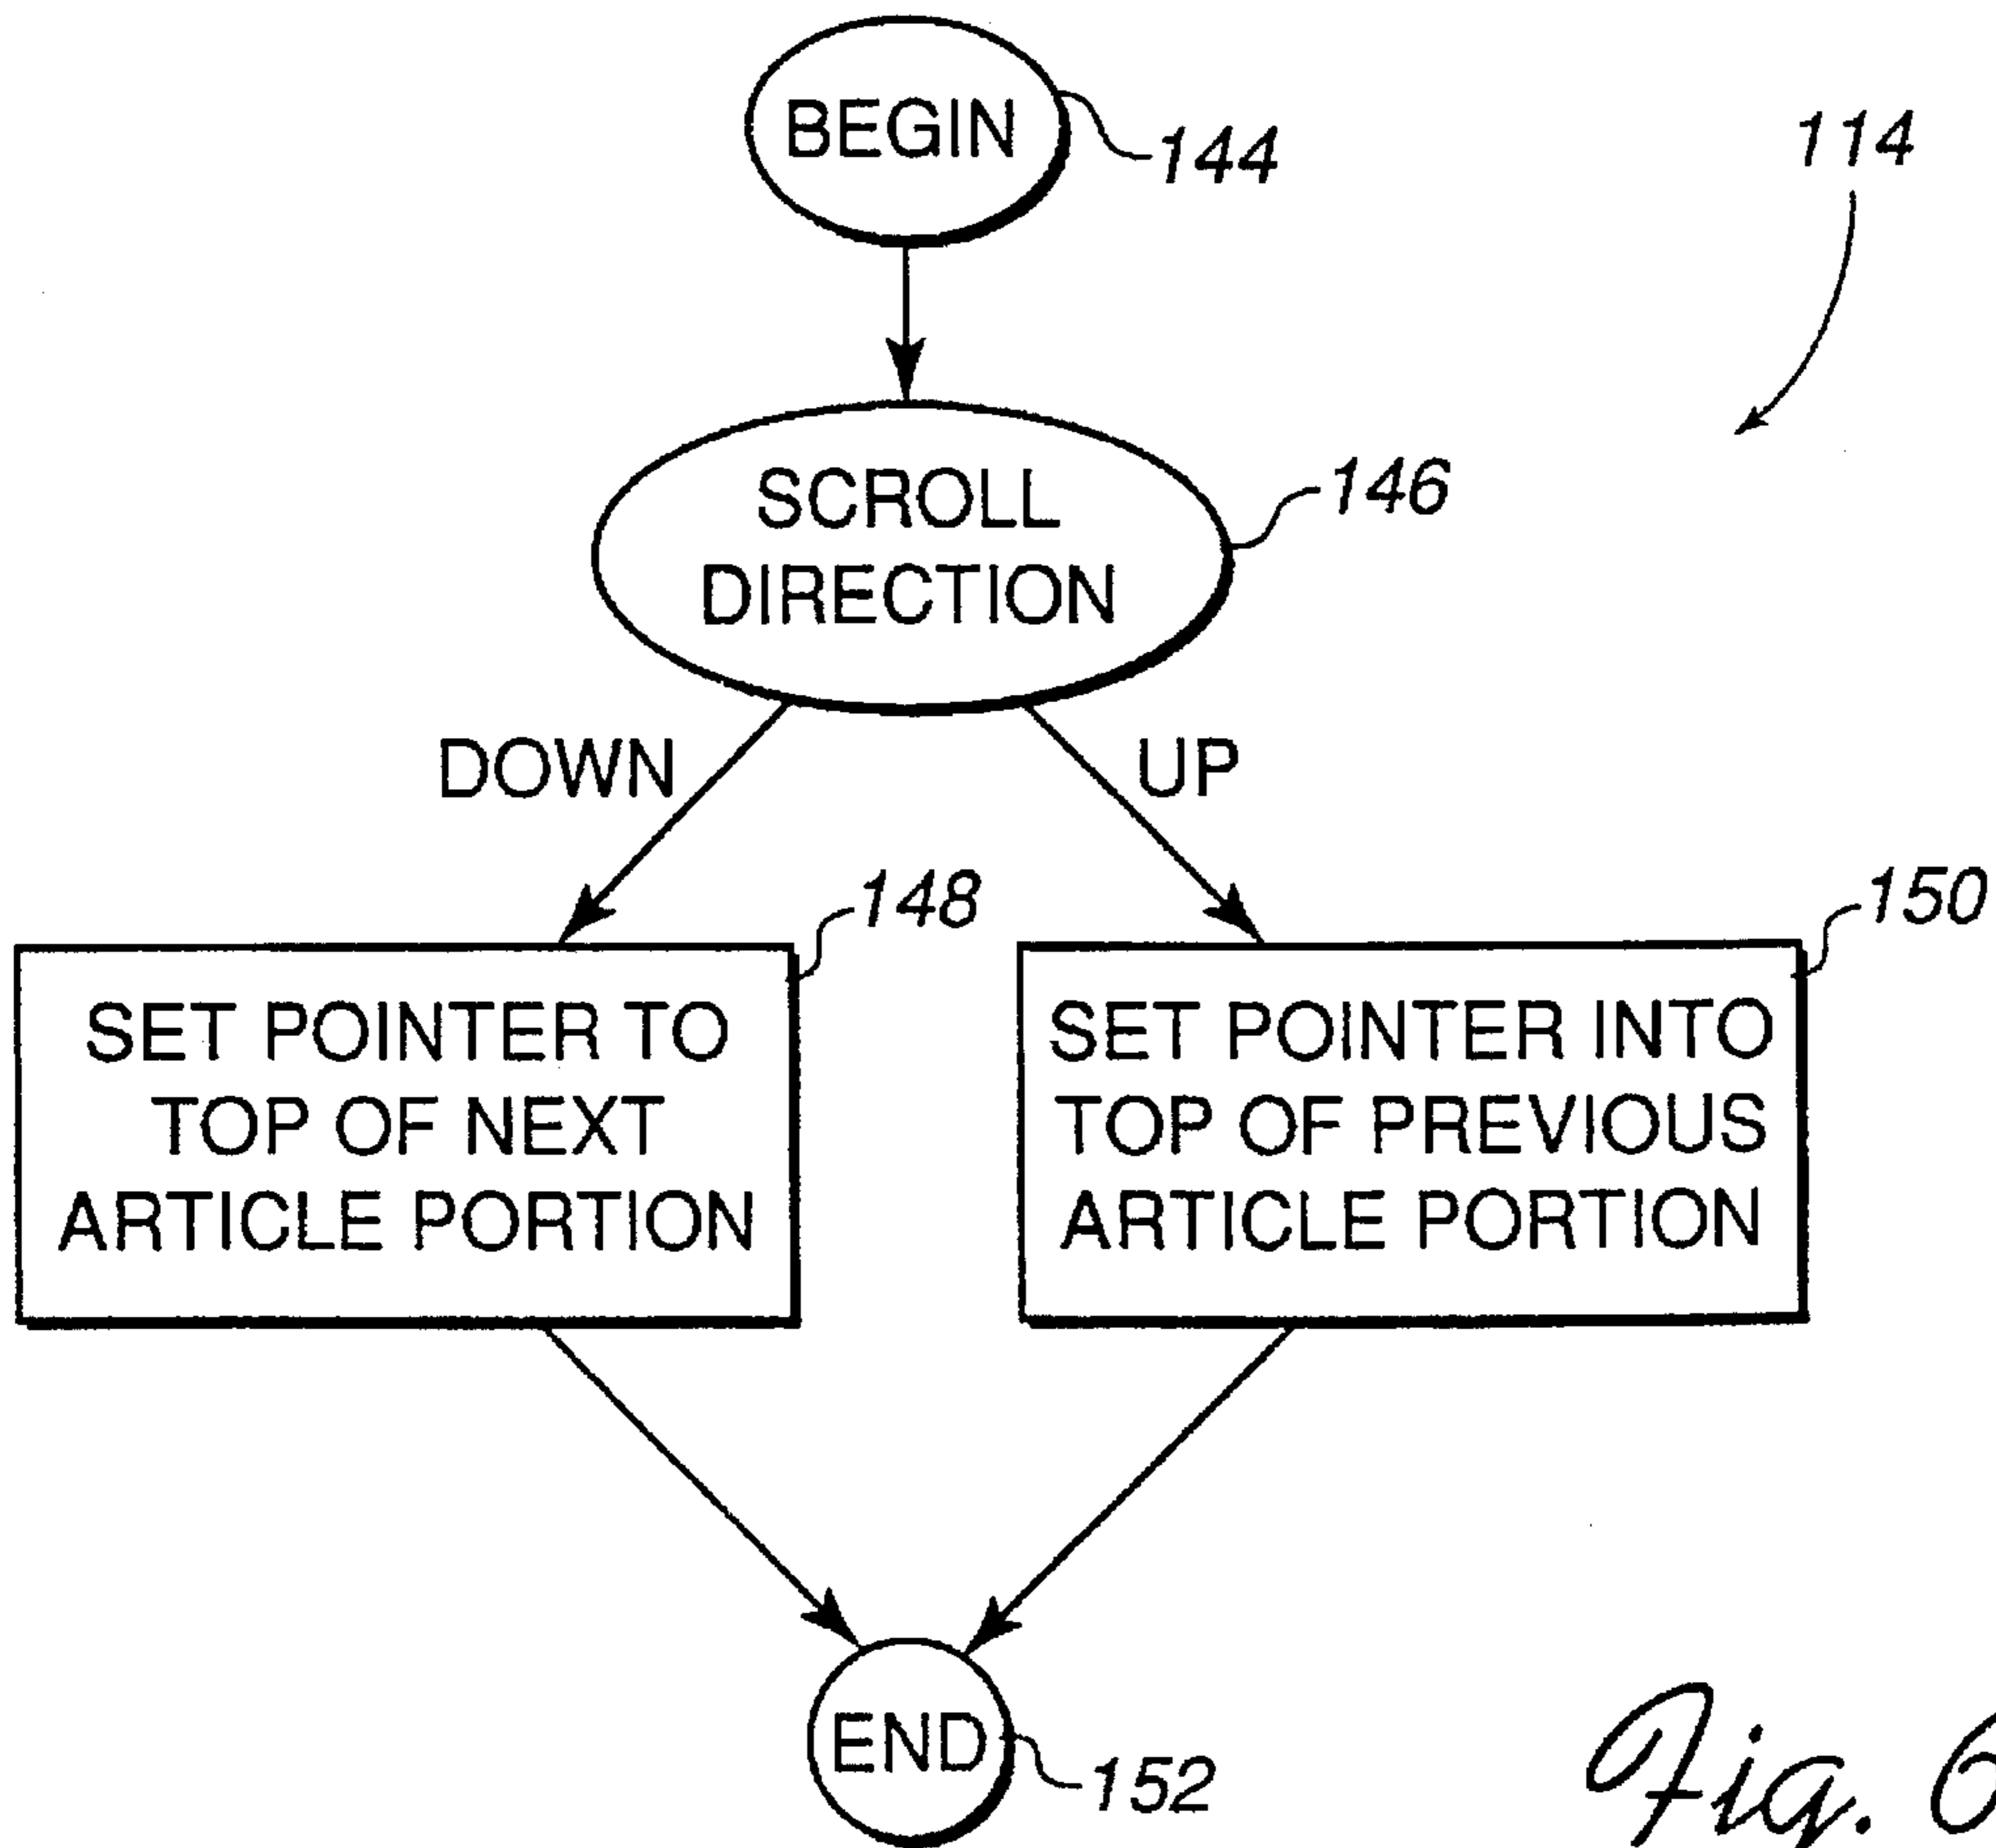 BEGIN
144
114
SCROLL
DIRECTION
146
DOWN
UP
148
150
SET POINTER TO
TOP OF NEXT
ARTICLE PORTION
SET POINTER INTO
TOP OF PREVIOUS
ARTICLE PORTION
END
152
Fig. 6